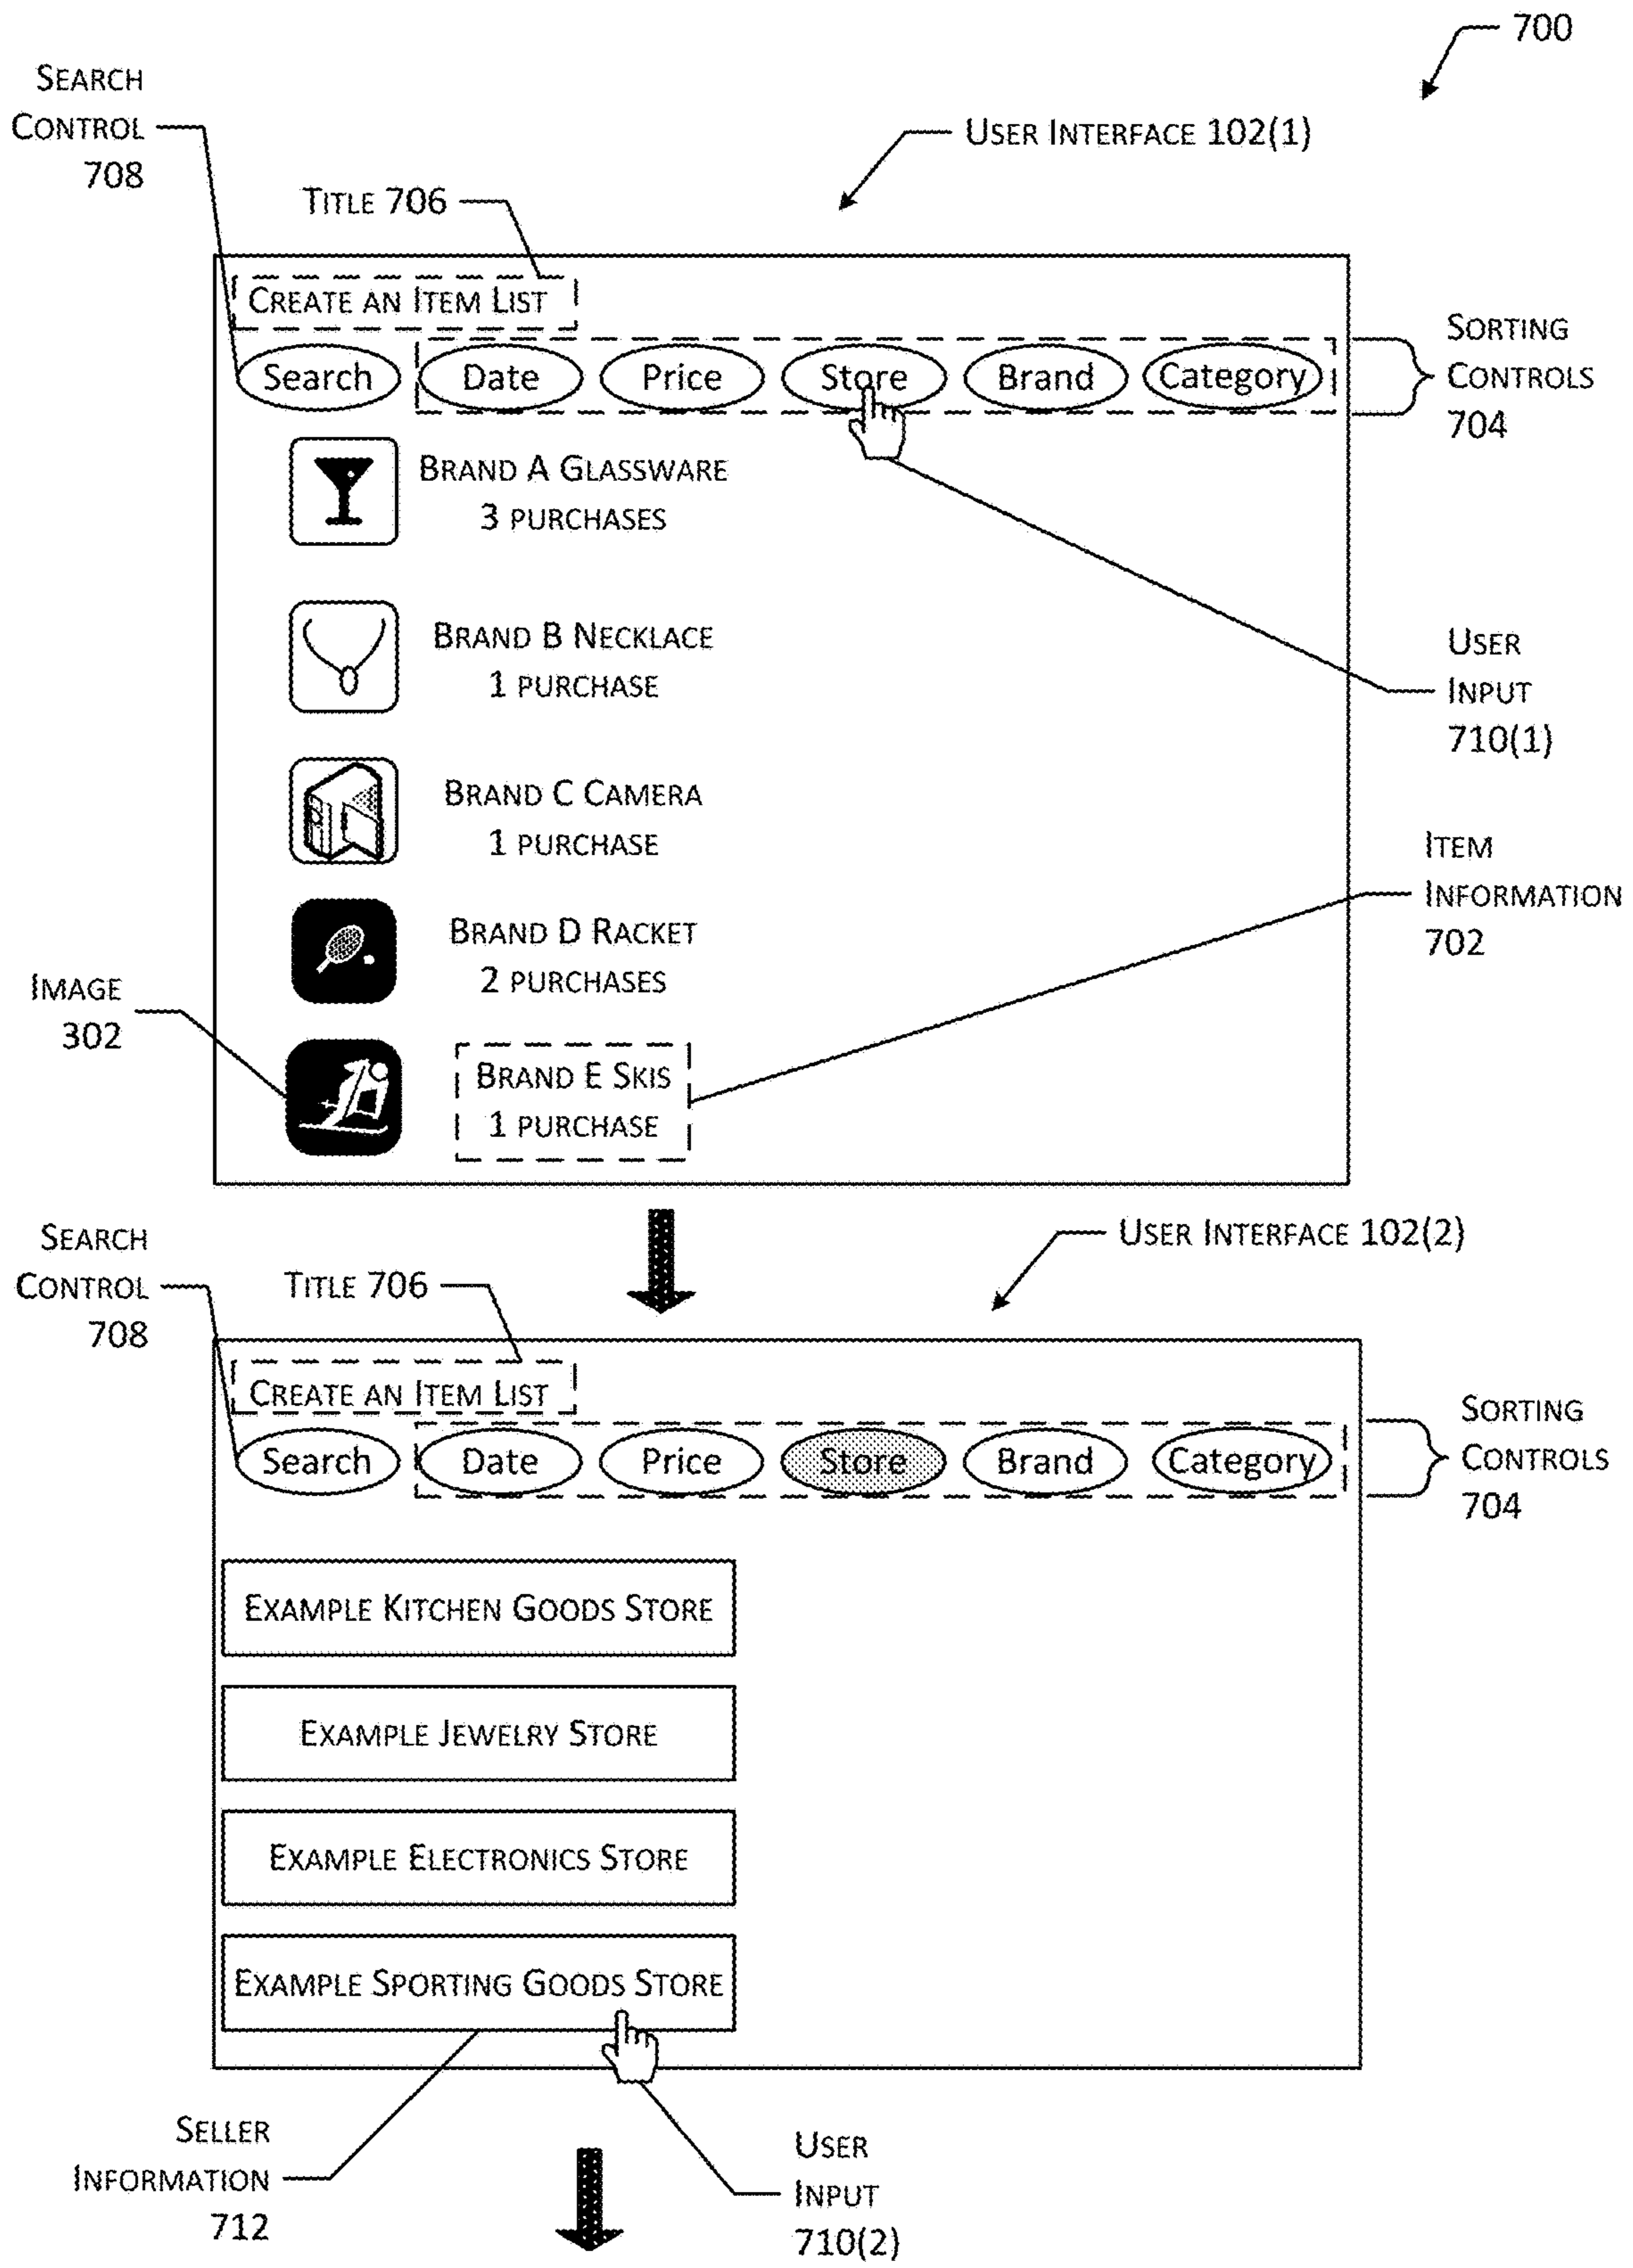 700
SEARCH
CONTROL
708
USER INTERFACE 102(1)
TITLE 706
CREATE AN ITEM LIST
Search Date Price Store Brand Category
SORTING
CONTROLS
704
BRAND A GLASSWARE
3 PURCHASES
BRAND B NECKLACE
1 PURCHASE
USER
INPUT
710(1)
BRAND C CAMERA
1 PURCHASE
ITEM
INFORMATION
702
BRAND D RACKET
2 PURCHASES
IMAGE
302
BRAND E SKIS
1 PURCHASE
SEARCH
CONTROL
708
USER INTERFACE 102(2)
TITLE 706
CREATE AN ITEM LIST
Search Date Price Store Brand Category
SORTING
CONTROLS
704
EXAMPLE KITCHEN GOODS STORE
EXAMPLE JEWELRY STORE
EXAMPLE ELECTRONICS STORE
EXAMPLE SPORTING GOODS STORE
SELLER
INFORMATION
712
USER
INPUT
710(2)